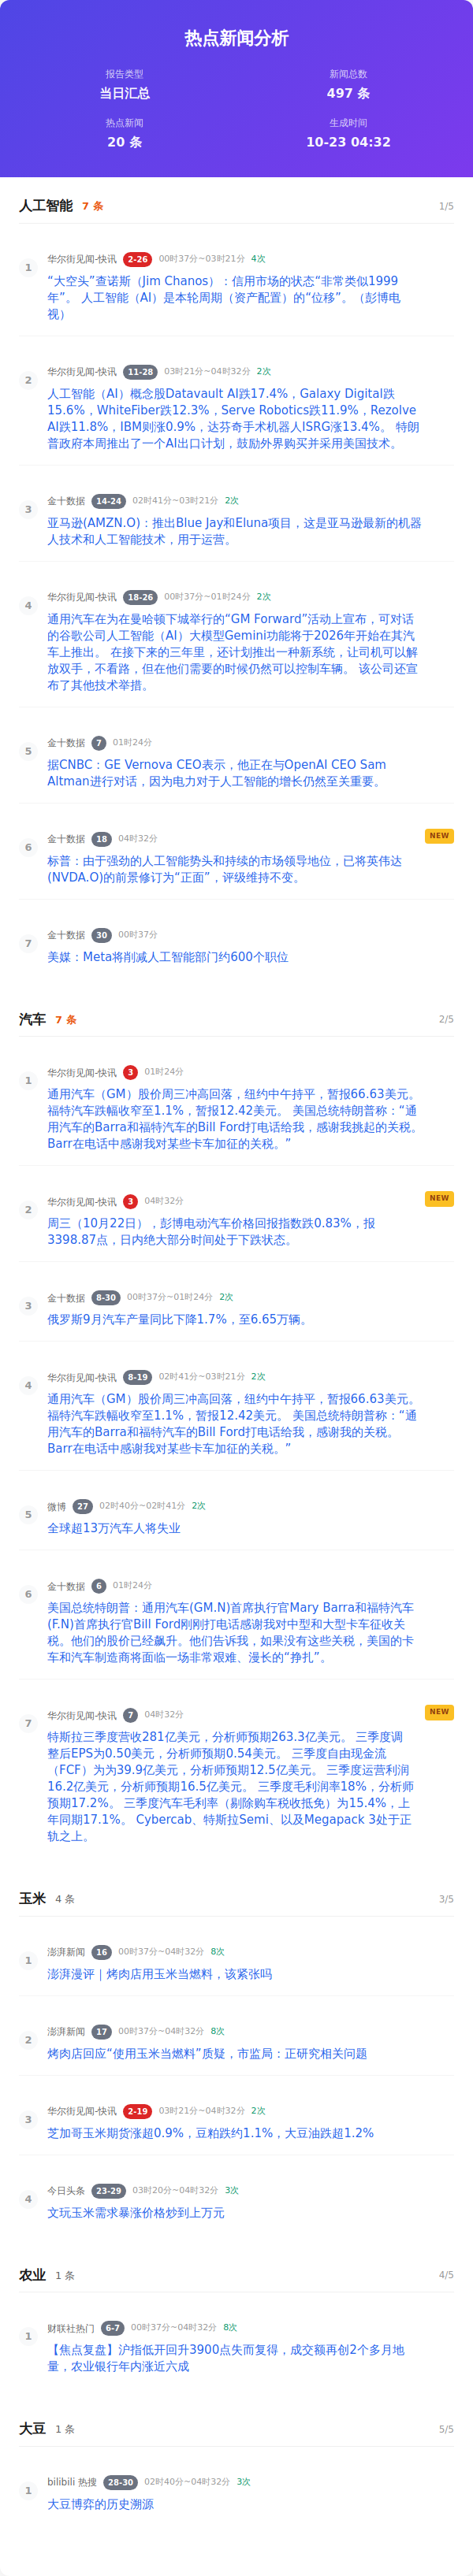 热点新闻分析
报告类型
当日汇总
新闻总数
497 条
热点新闻
20 条
生成时间
10-23 04:32
人工智能 7 条 1/5
1 华尔街见闻-快讯 2-26 00时37分~03时21分 4次
“大空头”查诺斯（Jim Chanos）：信用市场的状态“非常类似1999
年”。 人工智能（AI）是本轮周期（资产配置）的“位移”。（彭博电
视）
2 华尔街见闻-快讯 11-28 03时21分~04时32分 2次
人工智能（AI）概念股Datavault AI跌17.4%，Galaxy Digital跌
15.6%，WhiteFiber跌12.3%，Serve Robotics跌11.9%，Rezolve
AI跌11.8%，IBM则涨0.9%，达芬奇手术机器人ISRG涨13.4%。 特朗
普政府本周推出了一个AI出口计划，鼓励外界购买并采用美国技术。
3 金十数据 14-24 02时41分~03时21分 2次
亚马逊(AMZN.O)：推出Blue Jay和Eluna项目，这是亚马逊最新的机器
人技术和人工智能技术，用于运营。
4 华尔街见闻-快讯 18-26 00时37分~01时24分 2次
通用汽车在为在曼哈顿下城举行的“GM Forward”活动上宣布，可对话
的谷歌公司人工智能（AI）大模型Gemini功能将于2026年开始在其汽
车上推出。 在接下来的三年里，还计划推出一种新系统，让司机可以解
放双手，不看路，但在他们需要的时候仍然可以控制车辆。 该公司还宣
布了其他技术举措。
5 金十数据 7 01时24分
据CNBC：GE Vernova CEO表示，他正在与OpenAI CEO Sam
Altman进行对话，因为电力对于人工智能的增长仍然至关重要。
6 金十数据 18 04时32分 NEW
标普：由于强劲的人工智能势头和持续的市场领导地位，已将英伟达
(NVDA.O)的前景修订为“正面”，评级维持不变。
7 金十数据 30 00时37分
美媒：Meta将削减人工智能部门约600个职位
汽车 7 条 2/5
1 华尔街见闻-快讯 3 01时24分
通用汽车（GM）股价周三冲高回落，纽约中午持平，暂报66.63美元。
福特汽车跌幅收窄至1.1%，暂报12.42美元。 美国总统特朗普称：“通
用汽车的Barra和福特汽车的Bill Ford打电话给我，感谢我挑起的关税。
Barr在电话中感谢我对某些卡车加征的关税。”
2 华尔街见闻-快讯 3 04时32分 NEW
周三（10月22日），彭博电动汽车价格回报指数跌0.83%，报
3398.87点，日内绝大部分时间处于下跌状态。
3 金十数据 8-30 00时37分~01时24分 2次
俄罗斯9月汽车产量同比下降1.7%，至6.65万辆。
4 华尔街见闻-快讯 8-19 02时41分~03时21分 2次
通用汽车（GM）股价周三冲高回落，纽约中午持平，暂报66.63美元。
福特汽车跌幅收窄至1.1%，暂报12.42美元。 美国总统特朗普称：“通
用汽车的Barra和福特汽车的Bill Ford打电话给我，感谢我的关税。
Barr在电话中感谢我对某些卡车加征的关税。”
5 微博 27 02时40分~02时41分 2次
全球超13万汽车人将失业
6 金十数据 6 01时24分
美国总统特朗普：通用汽车(GM.N)首席执行官Mary Barra和福特汽车
(F.N)首席执行官Bill Ford刚刚打电话感谢我对中型和大型卡车征收关
税。他们的股价已经飙升。他们告诉我，如果没有这些关税，美国的卡
车和汽车制造商将面临一场非常艰难、漫长的“挣扎”。
7 华尔街见闻-快讯 7 04时32分 NEW
特斯拉三季度营收281亿美元，分析师预期263.3亿美元。 三季度调
整后EPS为0.50美元，分析师预期0.54美元。 三季度自由现金流
（FCF）为为39.9亿美元，分析师预期12.5亿美元。 三季度运营利润
16.2亿美元，分析师预期16.5亿美元。 三季度毛利润率18%，分析师
预期17.2%。 三季度汽车毛利率（剔除购车税收抵免）为15.4%，上
年同期17.1%。 Cybercab、特斯拉Semi、以及Megapack 3处于正
轨之上。
玉米 4 条 3/5
1 澎湃新闻 16 00时37分~04时32分 8次
澎湃漫评｜烤肉店用玉米当燃料，该紧张吗
2 澎湃新闻 17 00时37分~04时32分 8次
烤肉店回应“使用玉米当燃料”质疑，市监局：正研究相关问题
3 华尔街见闻-快讯 2-19 03时21分~04时32分 2次
芝加哥玉米期货涨超0.9%，豆粕跌约1.1%，大豆油跌超1.2%
4 今日头条 23-29 03时20分~04时32分 3次
文玩玉米需求暴涨价格炒到上万元
农业 1 条 4/5
1 财联社热门 6-7 00时37分~04时32分 8次
【焦点复盘】沪指低开回升3900点失而复得，成交额再创2个多月地
量，农业银行年内涨近六成
大豆 1 条 5/5
1 bilibili 热搜 28-30 02时40分~04时32分 3次
大豆博弈的历史溯源